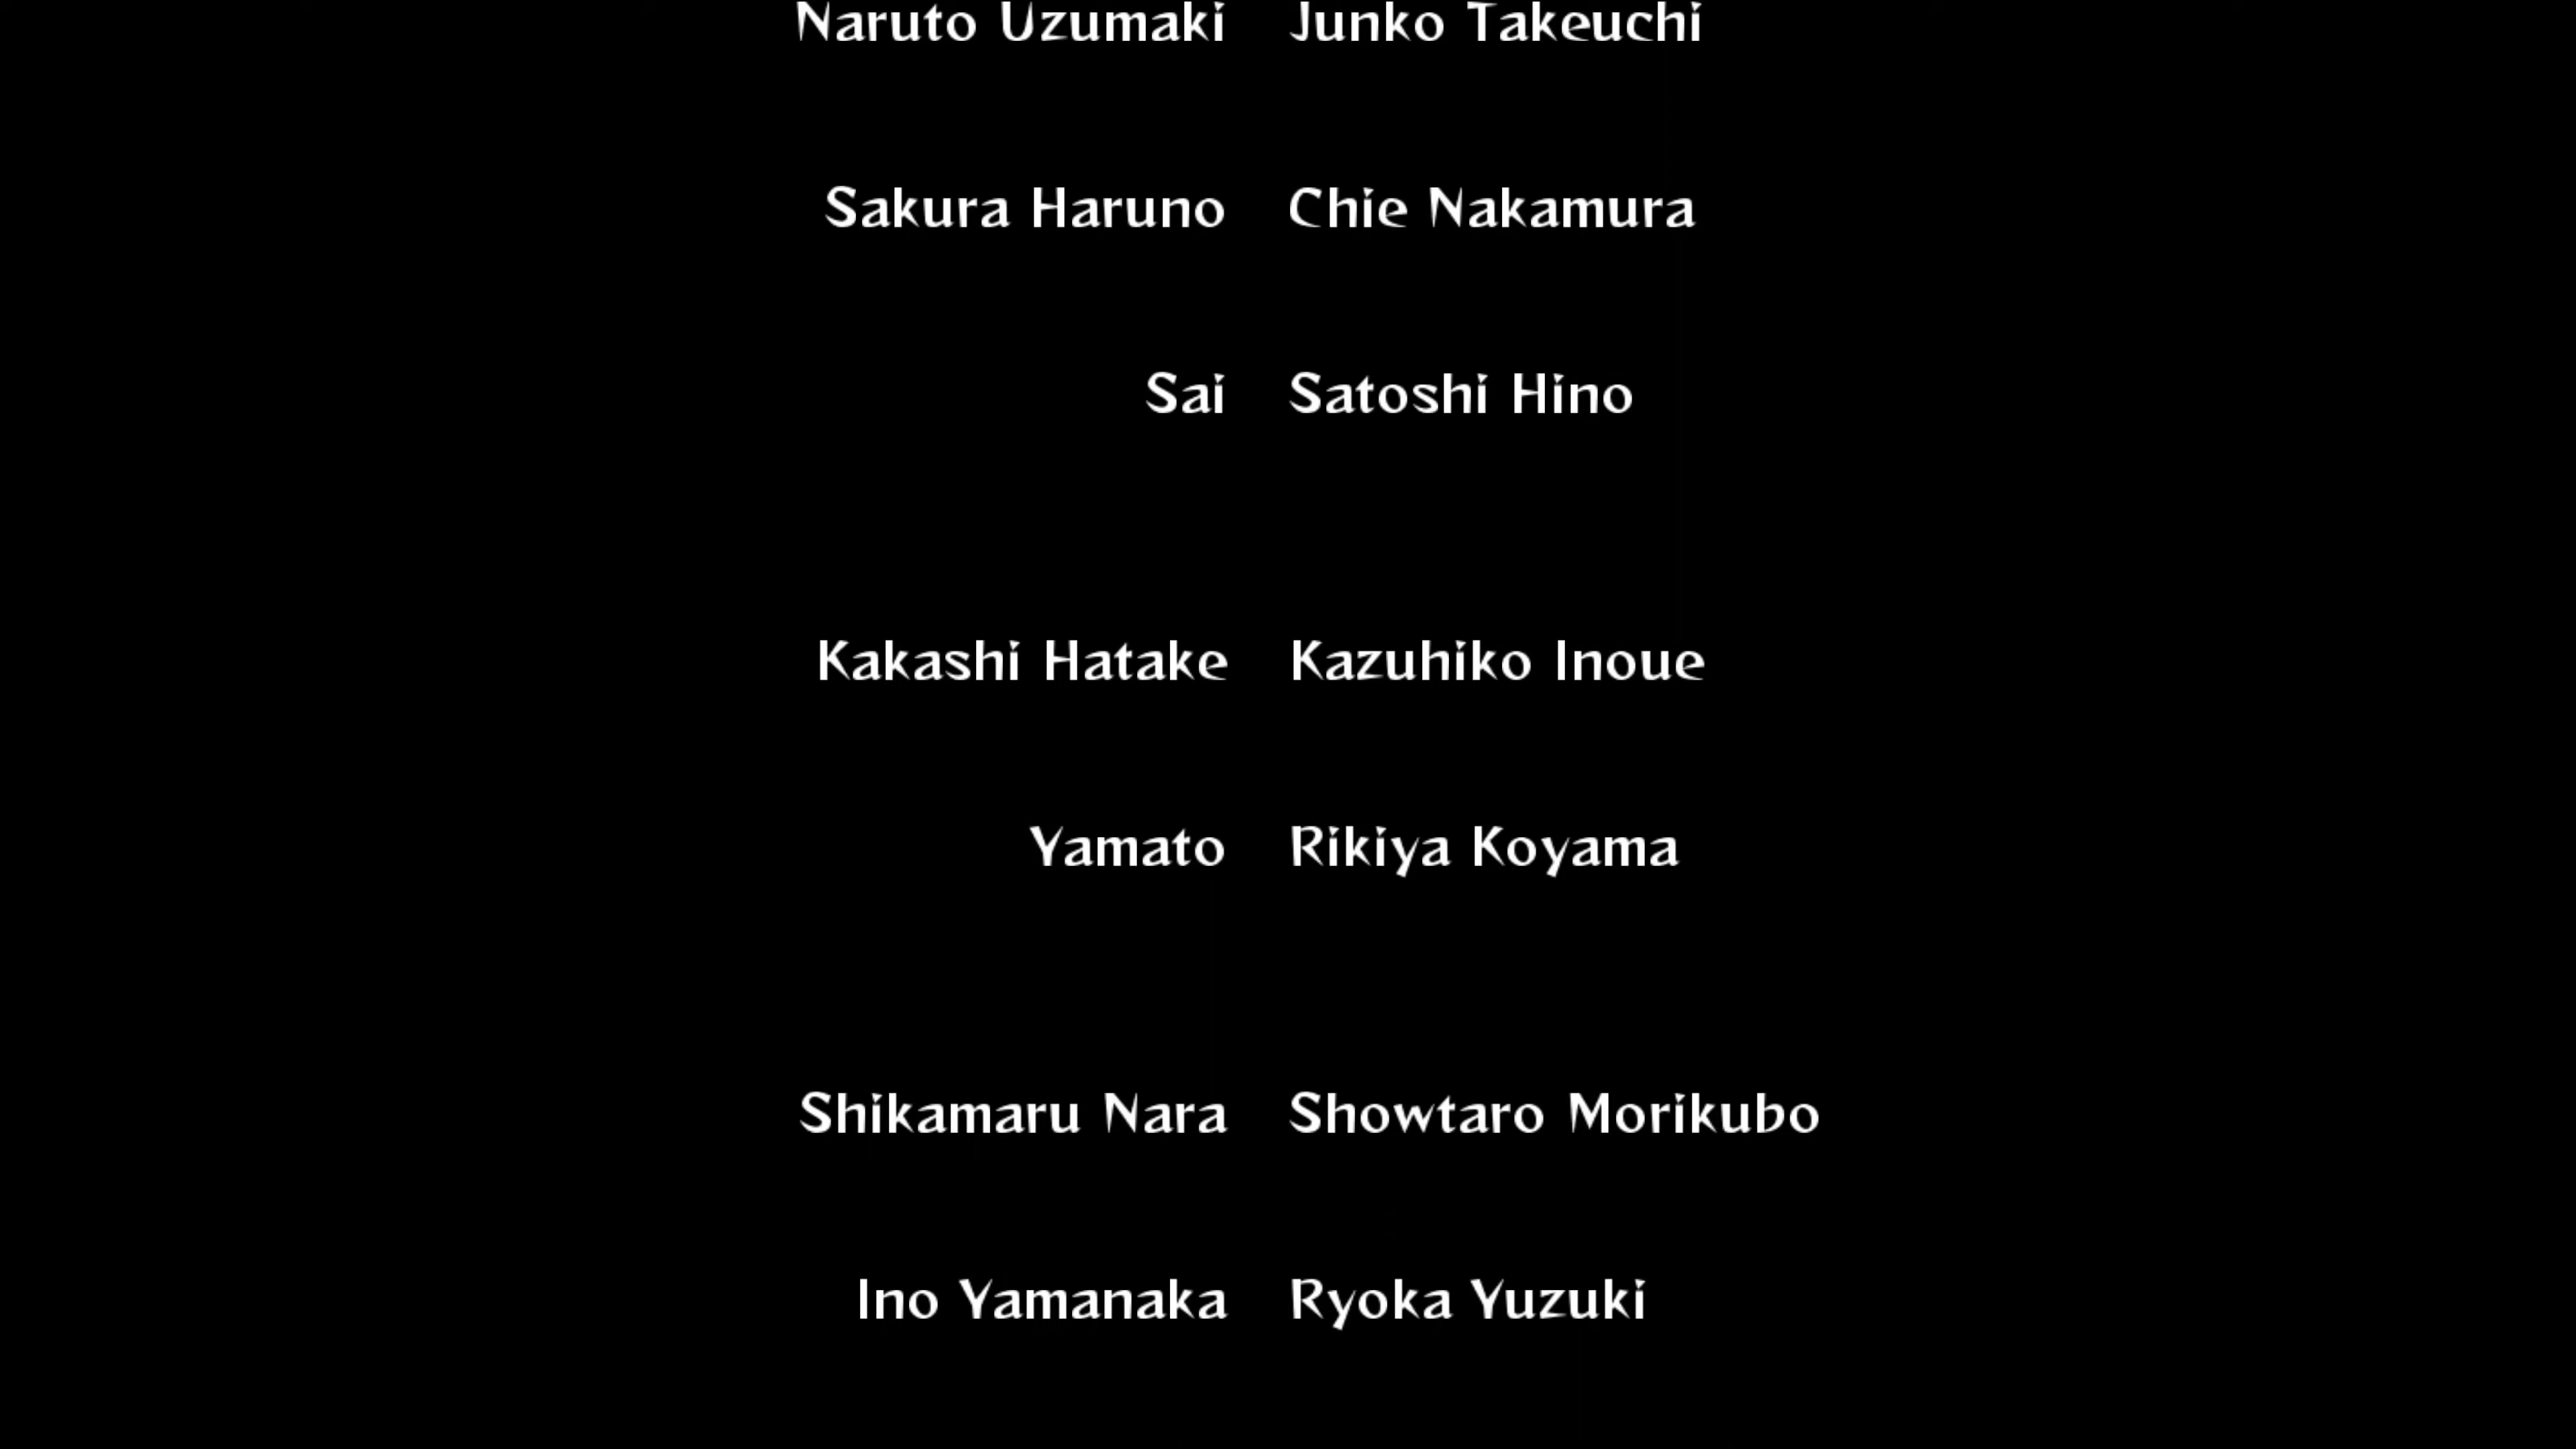 Naruto Uzumaki Junko Takeuchi
Sakura Haruno Chie Nakamura
Sai Satoshi Hino
Kakashi Hatake Kazuhiko Inoue
Yamato Rikiya Koyama
Shikamaru Nara Showtaro Morikubo
Ino Yamanaka Ryoka Yuzuki